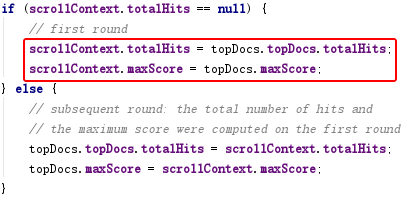 if (scrollContext.totalHits == null) {
// first round
scrollContext.totalHits = topDocs.topDocs.totalHits;
scrollContext.maxScore = topDocs.maxScore;
} else {
// subsequent round: the total number of hits and
// the maximum score were computed on the first round
topDocs.topDocs.totalHits = scrollContext.totalHits;
topDocs.maxScore = scrollContext.maxScore;
}